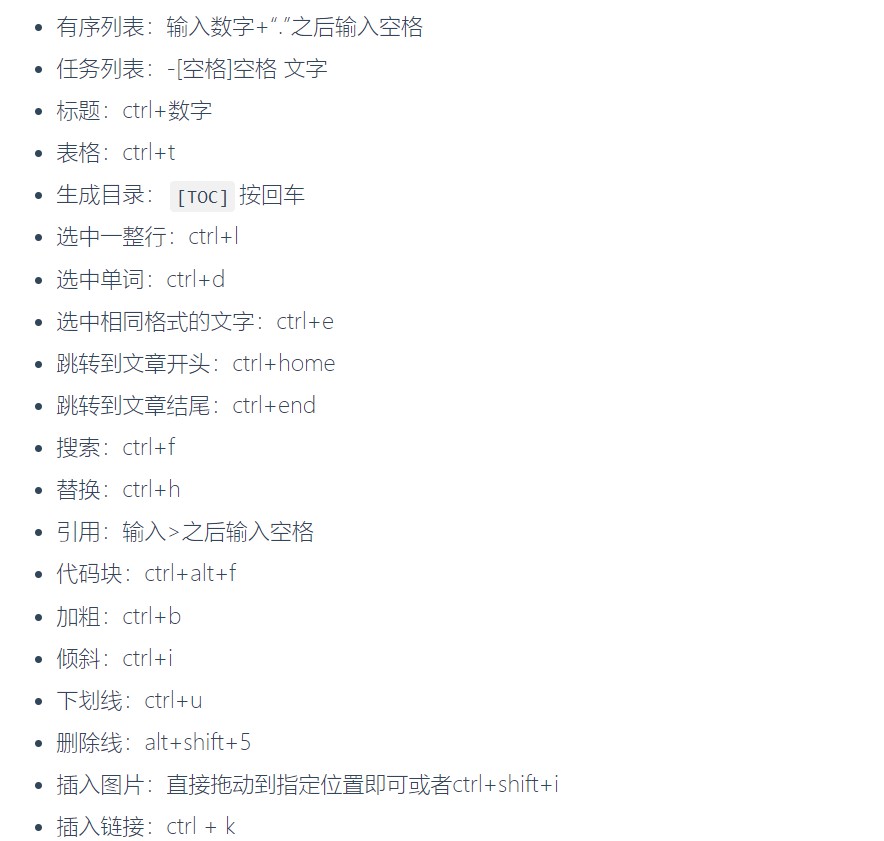 有序列表：输入数字+“.”之后输入空格
任务列表：-[空格]空格 文字
标题：ctrl+数字
表格：ctrl+t
生成目录： [TOC] 按回车
选中一整行：ctrl+l
选中单词：ctrl+d
选中相同格式的文字：ctrl+e
跳转到文章开头：ctrl+home
跳转到文章结尾：ctrl+end
搜索：ctrl+f
替换：ctrl+h
引用：输入>之后输入空格
代码块：ctrl+alt+f
加粗：ctrl+b
倾斜：ctrl+i
下划线：ctrl+u
删除线：alt+shift+5
插入图片：直接拖动到指定位置即可或者ctrl+shift+i
插入链接：ctrl + k